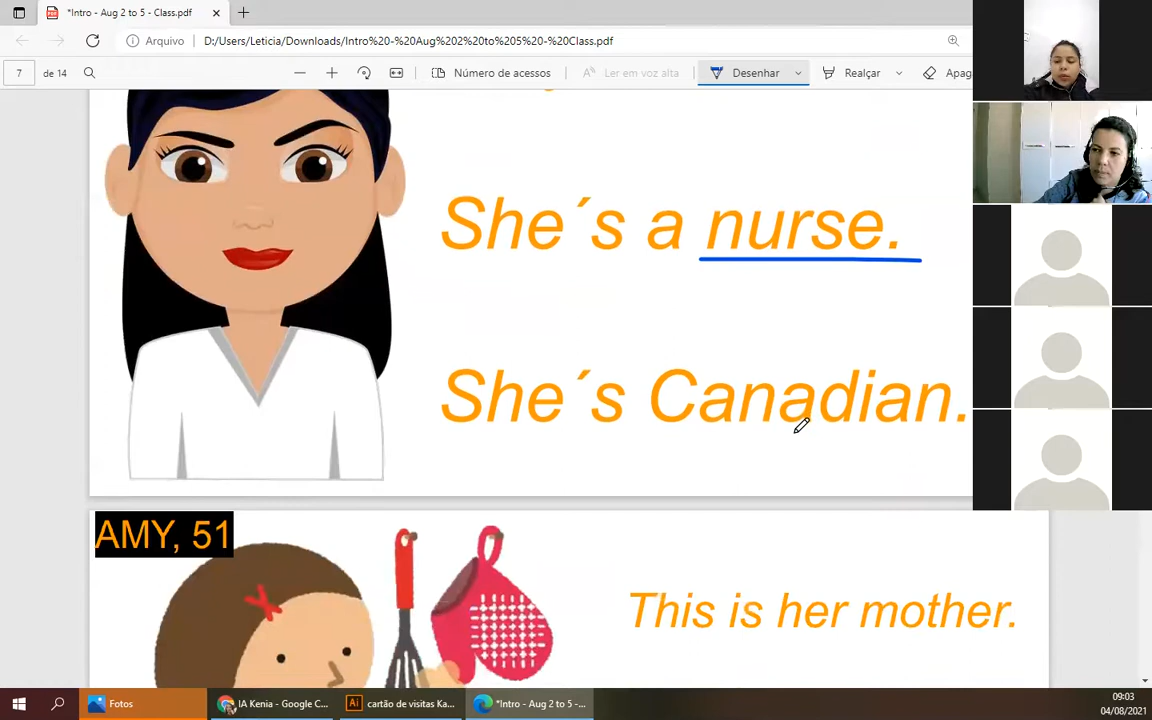 *Intro - Aug 2 to 5 - Class.pdf
Arquivo
D:/Users/Leticia/Downloads/Intro%20-%20Aug%202%20to%205%20-%20Class.pdf
7
de 14
Número de acessos
Ler em voz alta
Desenhar
Realçar
Apag
She´s a nurse.
She´s Canadian.
AMY, 51
This is her mother.
Fotos
IA Kenia - Google C...
Ai
cartão de visitas Ka...
*Intro - Aug 2 to 5 -...
09:03
04/08/2021